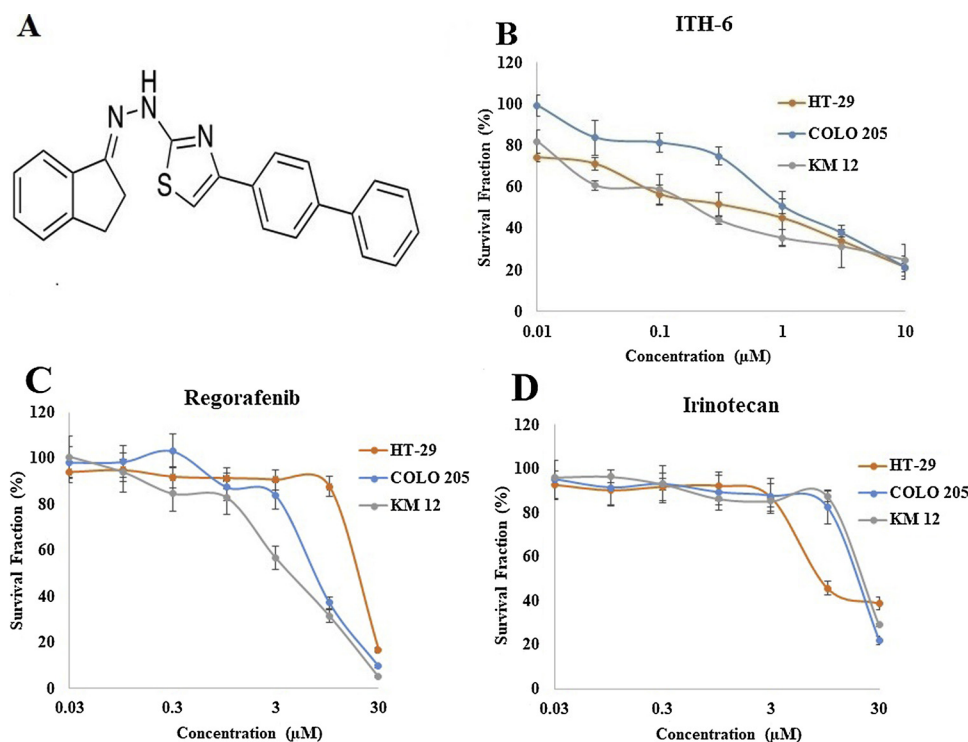 A
H
N
N
N
S
B
ITH-6
Survival Fraction (%)
120
100
80
60
40
20
0
HT-29
COLO 205
KM 12
0.01 0.1 1 10
Concentration (µM)
C
Regorafenib
Survival Fraction (%)
120
100
80
60
40
20
0
HT-29
COLO 205
KM 12
0.03 0.3 3 30
Concentration (µM)
D
Irinotecan
Survival Fraction (%)
120
100
80
60
40
20
0
HT-29
COLO 205
KM 12
0.03 0.3 3 30
Concentration (µM)